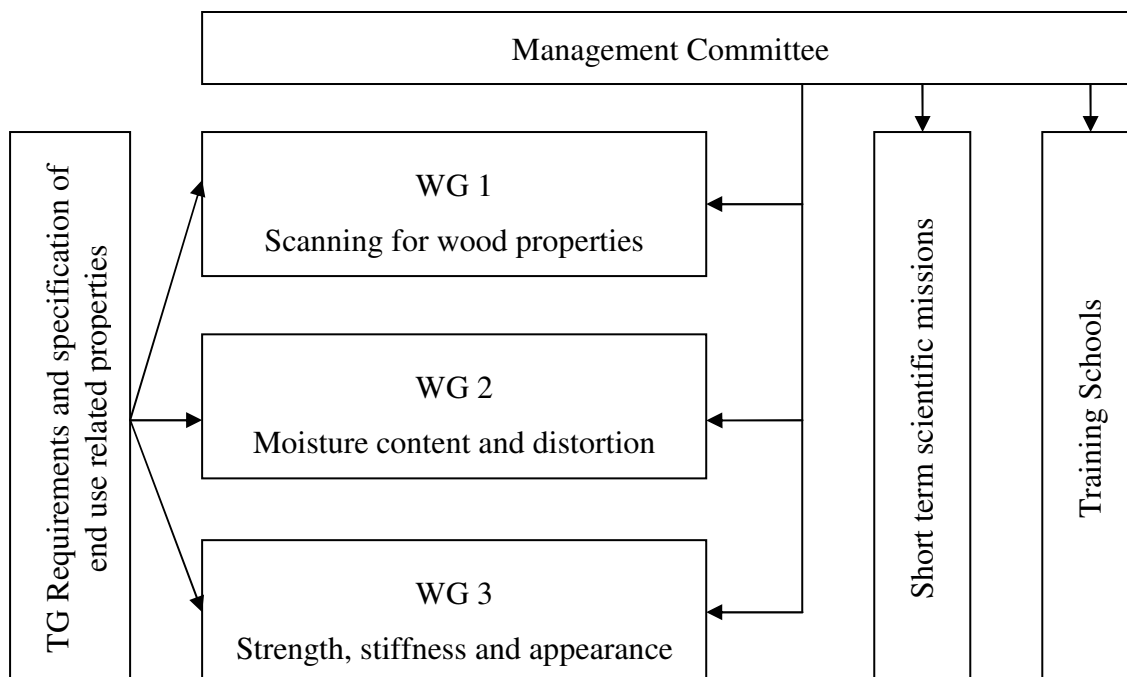 Management Committee
TG Requirements and specification of
end use related properties
WG 1
Scanning for wood properties
WG 2
Moisture content and distortion
WG 3
Strength, stiffness and appearance
Short term scientific missions
Training Schools